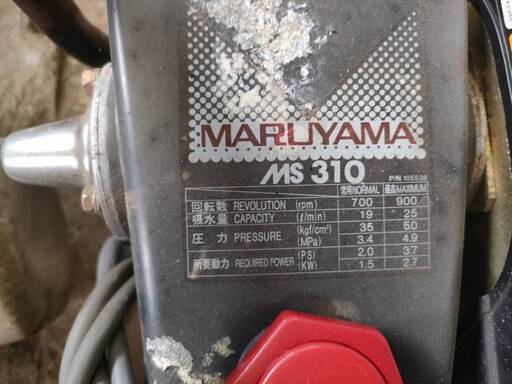 MARUYAMA
MS 310
P/N 105538
常用NORMAL 最高MAXIMUM
回転数 REVOLUTION (rpm) 700 900
吸水量 CAPACITY (ℓ/min) 19 25
圧力 PRESSURE (kgf/cm²) 35 50
(MPa) 3.4 4.9
所要動力 REQUIRED POWER (PS) 2.0 3.7
(KW) 1.5 2.7